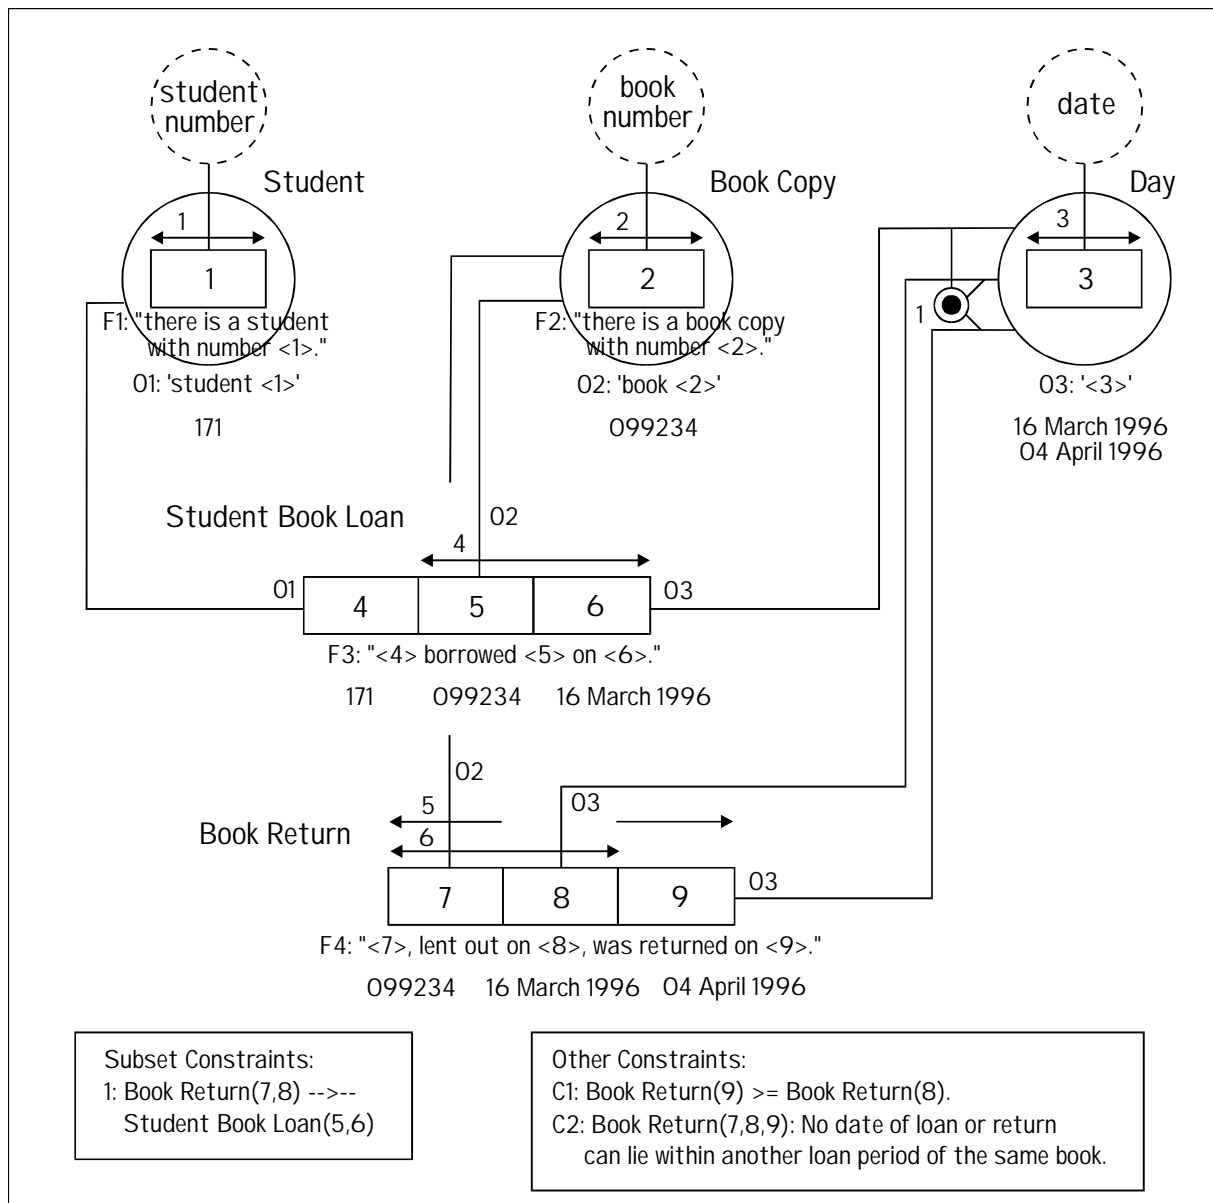 student
number
book
number
date
Student
Book Copy
Day
1
2
3
1
2
3
1
F1: "there is a student
with number <1>."
F2: "there is a book copy
with number <2>."
O1: 'student <1>'
O2: 'book <2>'
O3: '<3>'
171
099234
16 March 1996
04 April 1996
Student Book Loan
O2
4
O1
4
5
6
O3
F3: "<4> borrowed <5> on <6>."
171 099234 16 March 1996
O2
5
O3
Book Return
6
7
8
9
O3
F4: "<7>, lent out on <8>, was returned on <9>."
099234 16 March 1996 04 April 1996
Subset Constraints:
1: Book Return(7,8) -->--
Student Book Loan(5,6)
Other Constraints:
C1: Book Return(9) >= Book Return(8).
C2: Book Return(7,8,9): No date of loan or return
can lie within another loan period of the same book.